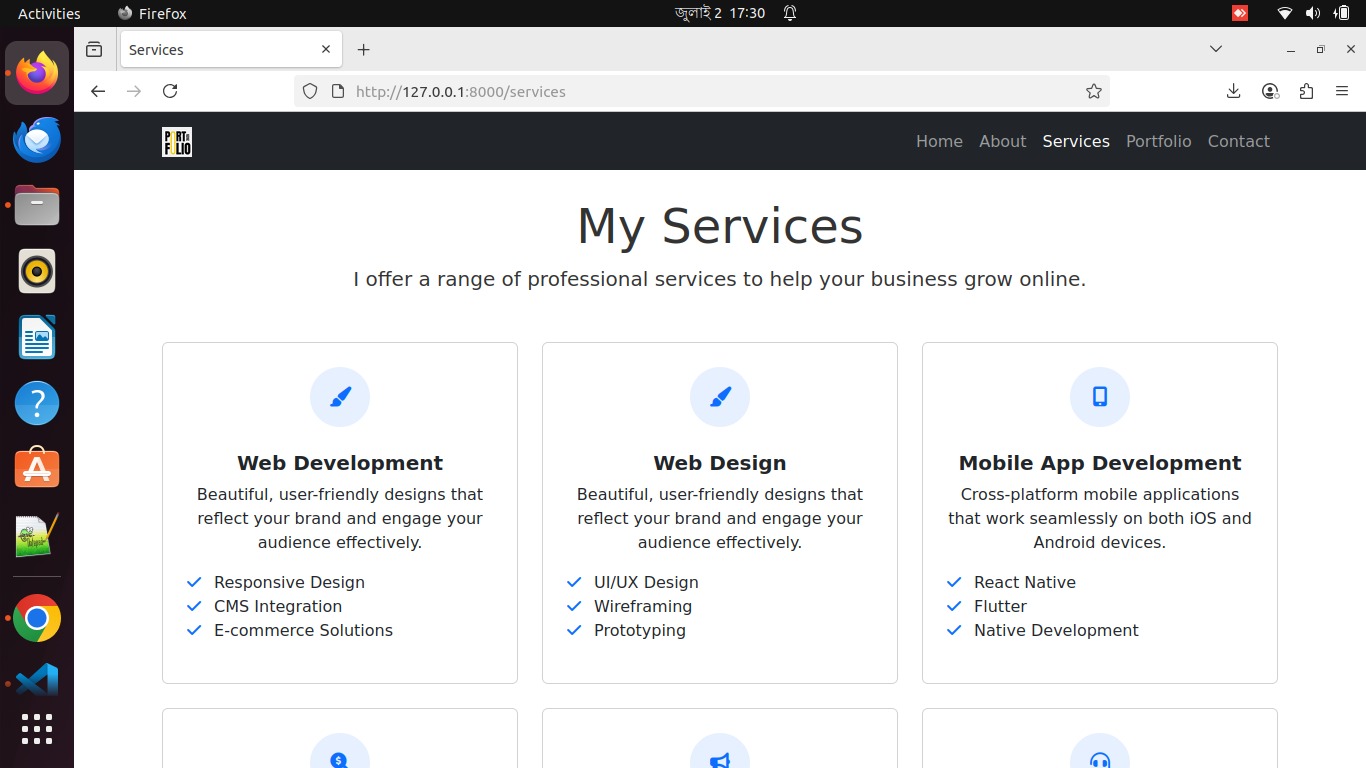 Activities
Firefox
জুলাই 2 17:30
Services
http://127.0.0.1:8000/services
PORT FOLIO
Home About Services Portfolio Contact
My Services
I offer a range of professional services to help your business grow online.
Web Development
Beautiful, user-friendly designs that
reflect your brand and engage your
audience effectively.
Responsive Design
CMS Integration
E-commerce Solutions
Web Design
Beautiful, user-friendly designs that
reflect your brand and engage your
audience effectively.
UI/UX Design
Wireframing
Prototyping
Mobile App Development
Cross-platform mobile applications
that work seamlessly on both iOS and
Android devices.
React Native
Flutter
Native Development